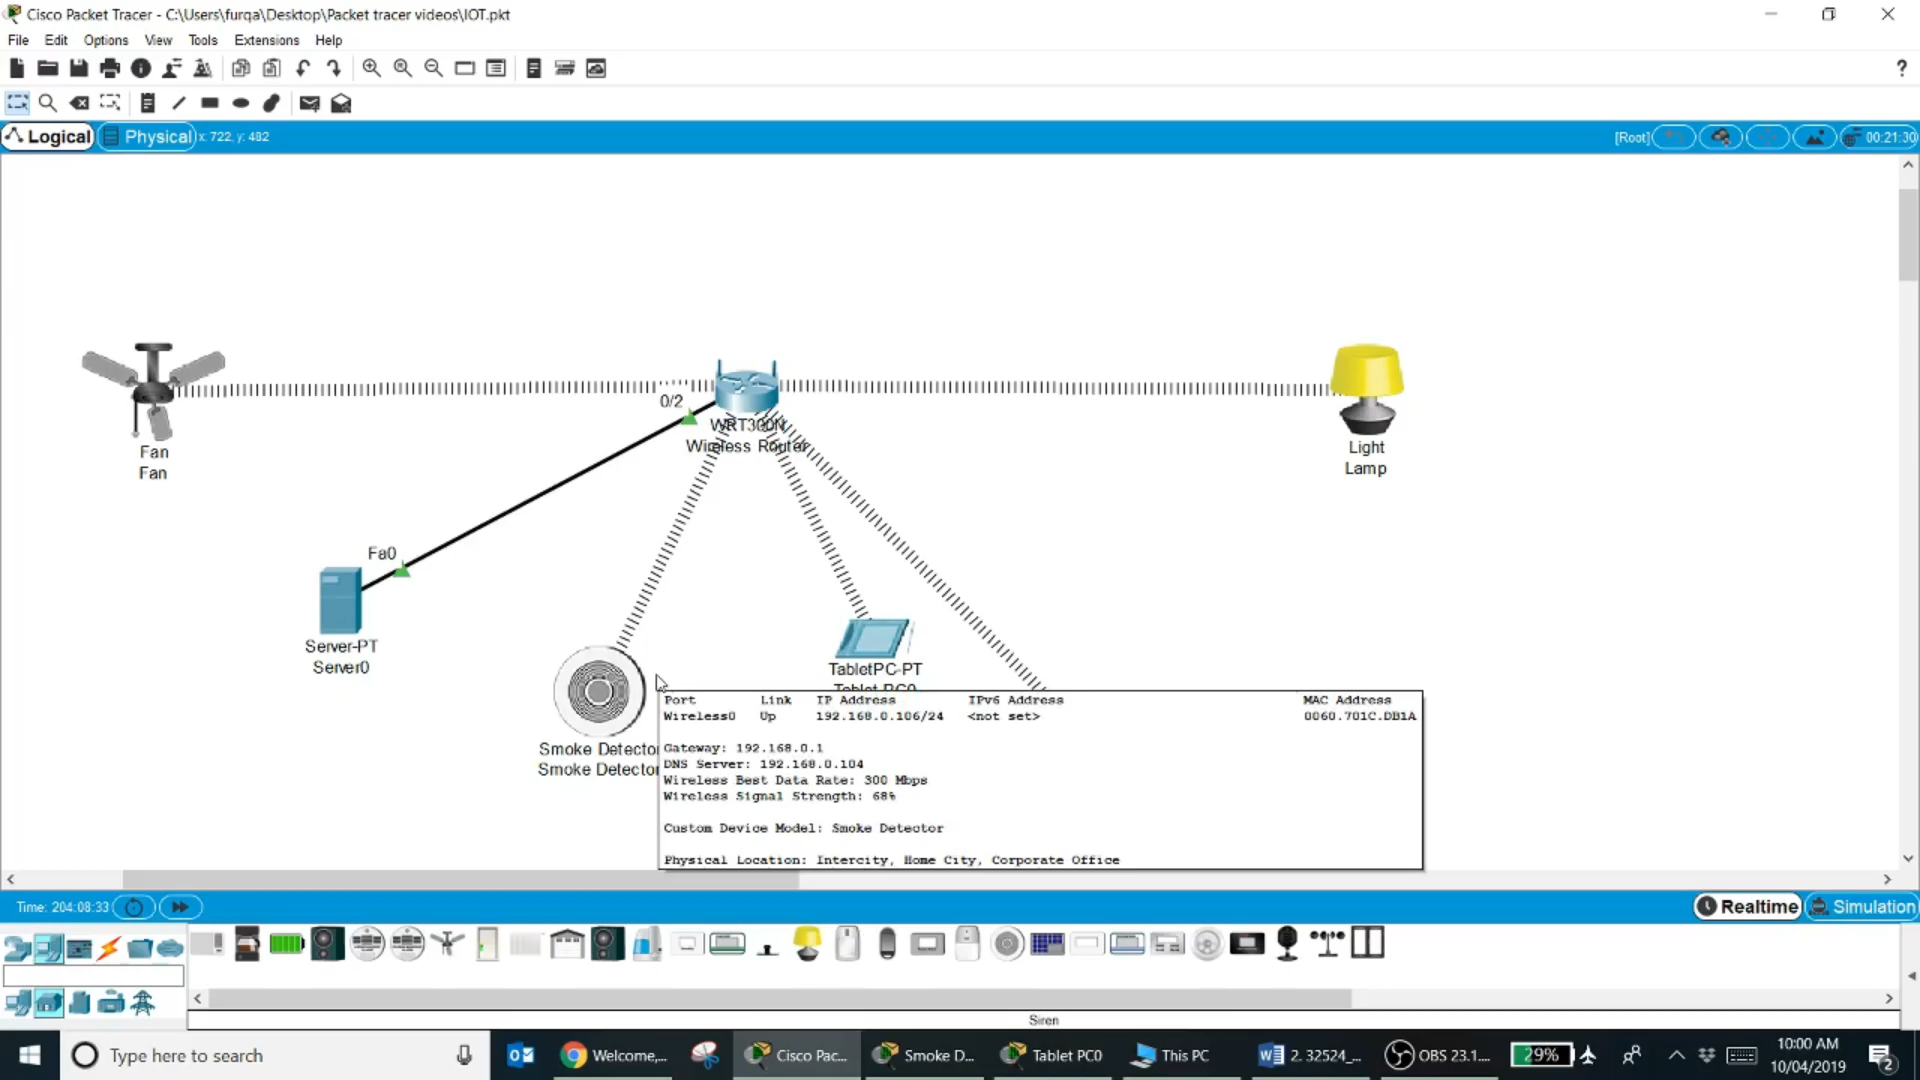 Cisco Packet Tracer - C:\Users\furqa\Desktop\Packet tracer videos\IOT.pkt
File Edit Options View Tools Extensions Help
?
Logical Physical x: 722, y: 482 [Root] 00:21:30
0/2
WRT300N
Wireless Router
Fan
Fan
Light
Lamp
Fa0
Server-PT
Server0
TabletPC-PT
Tablet PC0
Smoke Detector
Smoke Detector
Port Link IP Address IPv6 Address MAC Address
Wireless0 Up 192.168.0.106/24 <not set> 0060.701C.DB1A
Gateway: 192.168.0.1
DNS Server: 192.168.0.104
Wireless Best Data Rate: 300 Mbps
Wireless Signal Strength: 68%
Custom Device Model: Smoke Detector
Physical Location: Intercity, Home City, Corporate Office
Time: 204:08:33 Realtime Simulation
Siren
Type here to search Welcome,... Cisco Pac... Smoke D... Tablet PC0 This PC 2. 32524_... OBS 23.1.... 29% 10:00 AM
10/04/2019 2